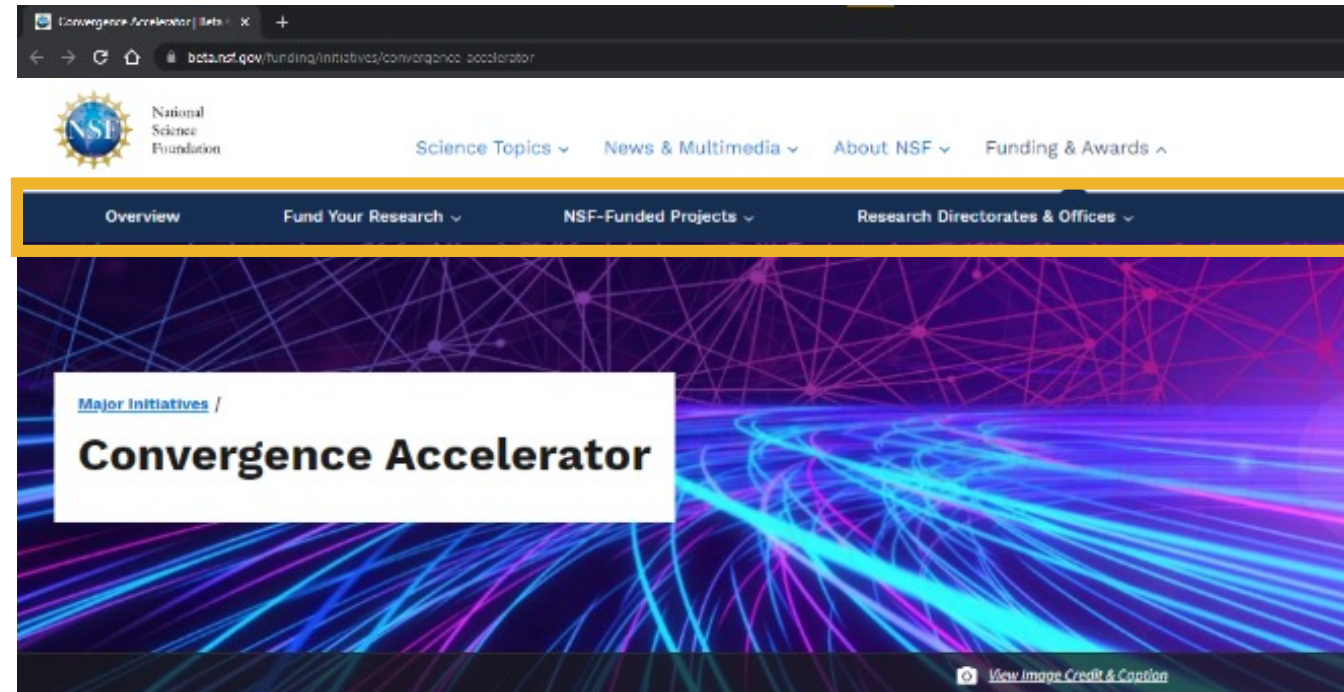 Convergence Accelerator | Beta
beta.nsf.gov/funding/initiatives/convergence-accelerator
NSF
National
Science
Foundation
Science Topics News & Multimedia About NSF Funding & Awards
Overview Fund Your Research NSF-Funded Projects Research Directorates & Offices
Major Initiatives /
Convergence Accelerator
View Image Credit & Caption